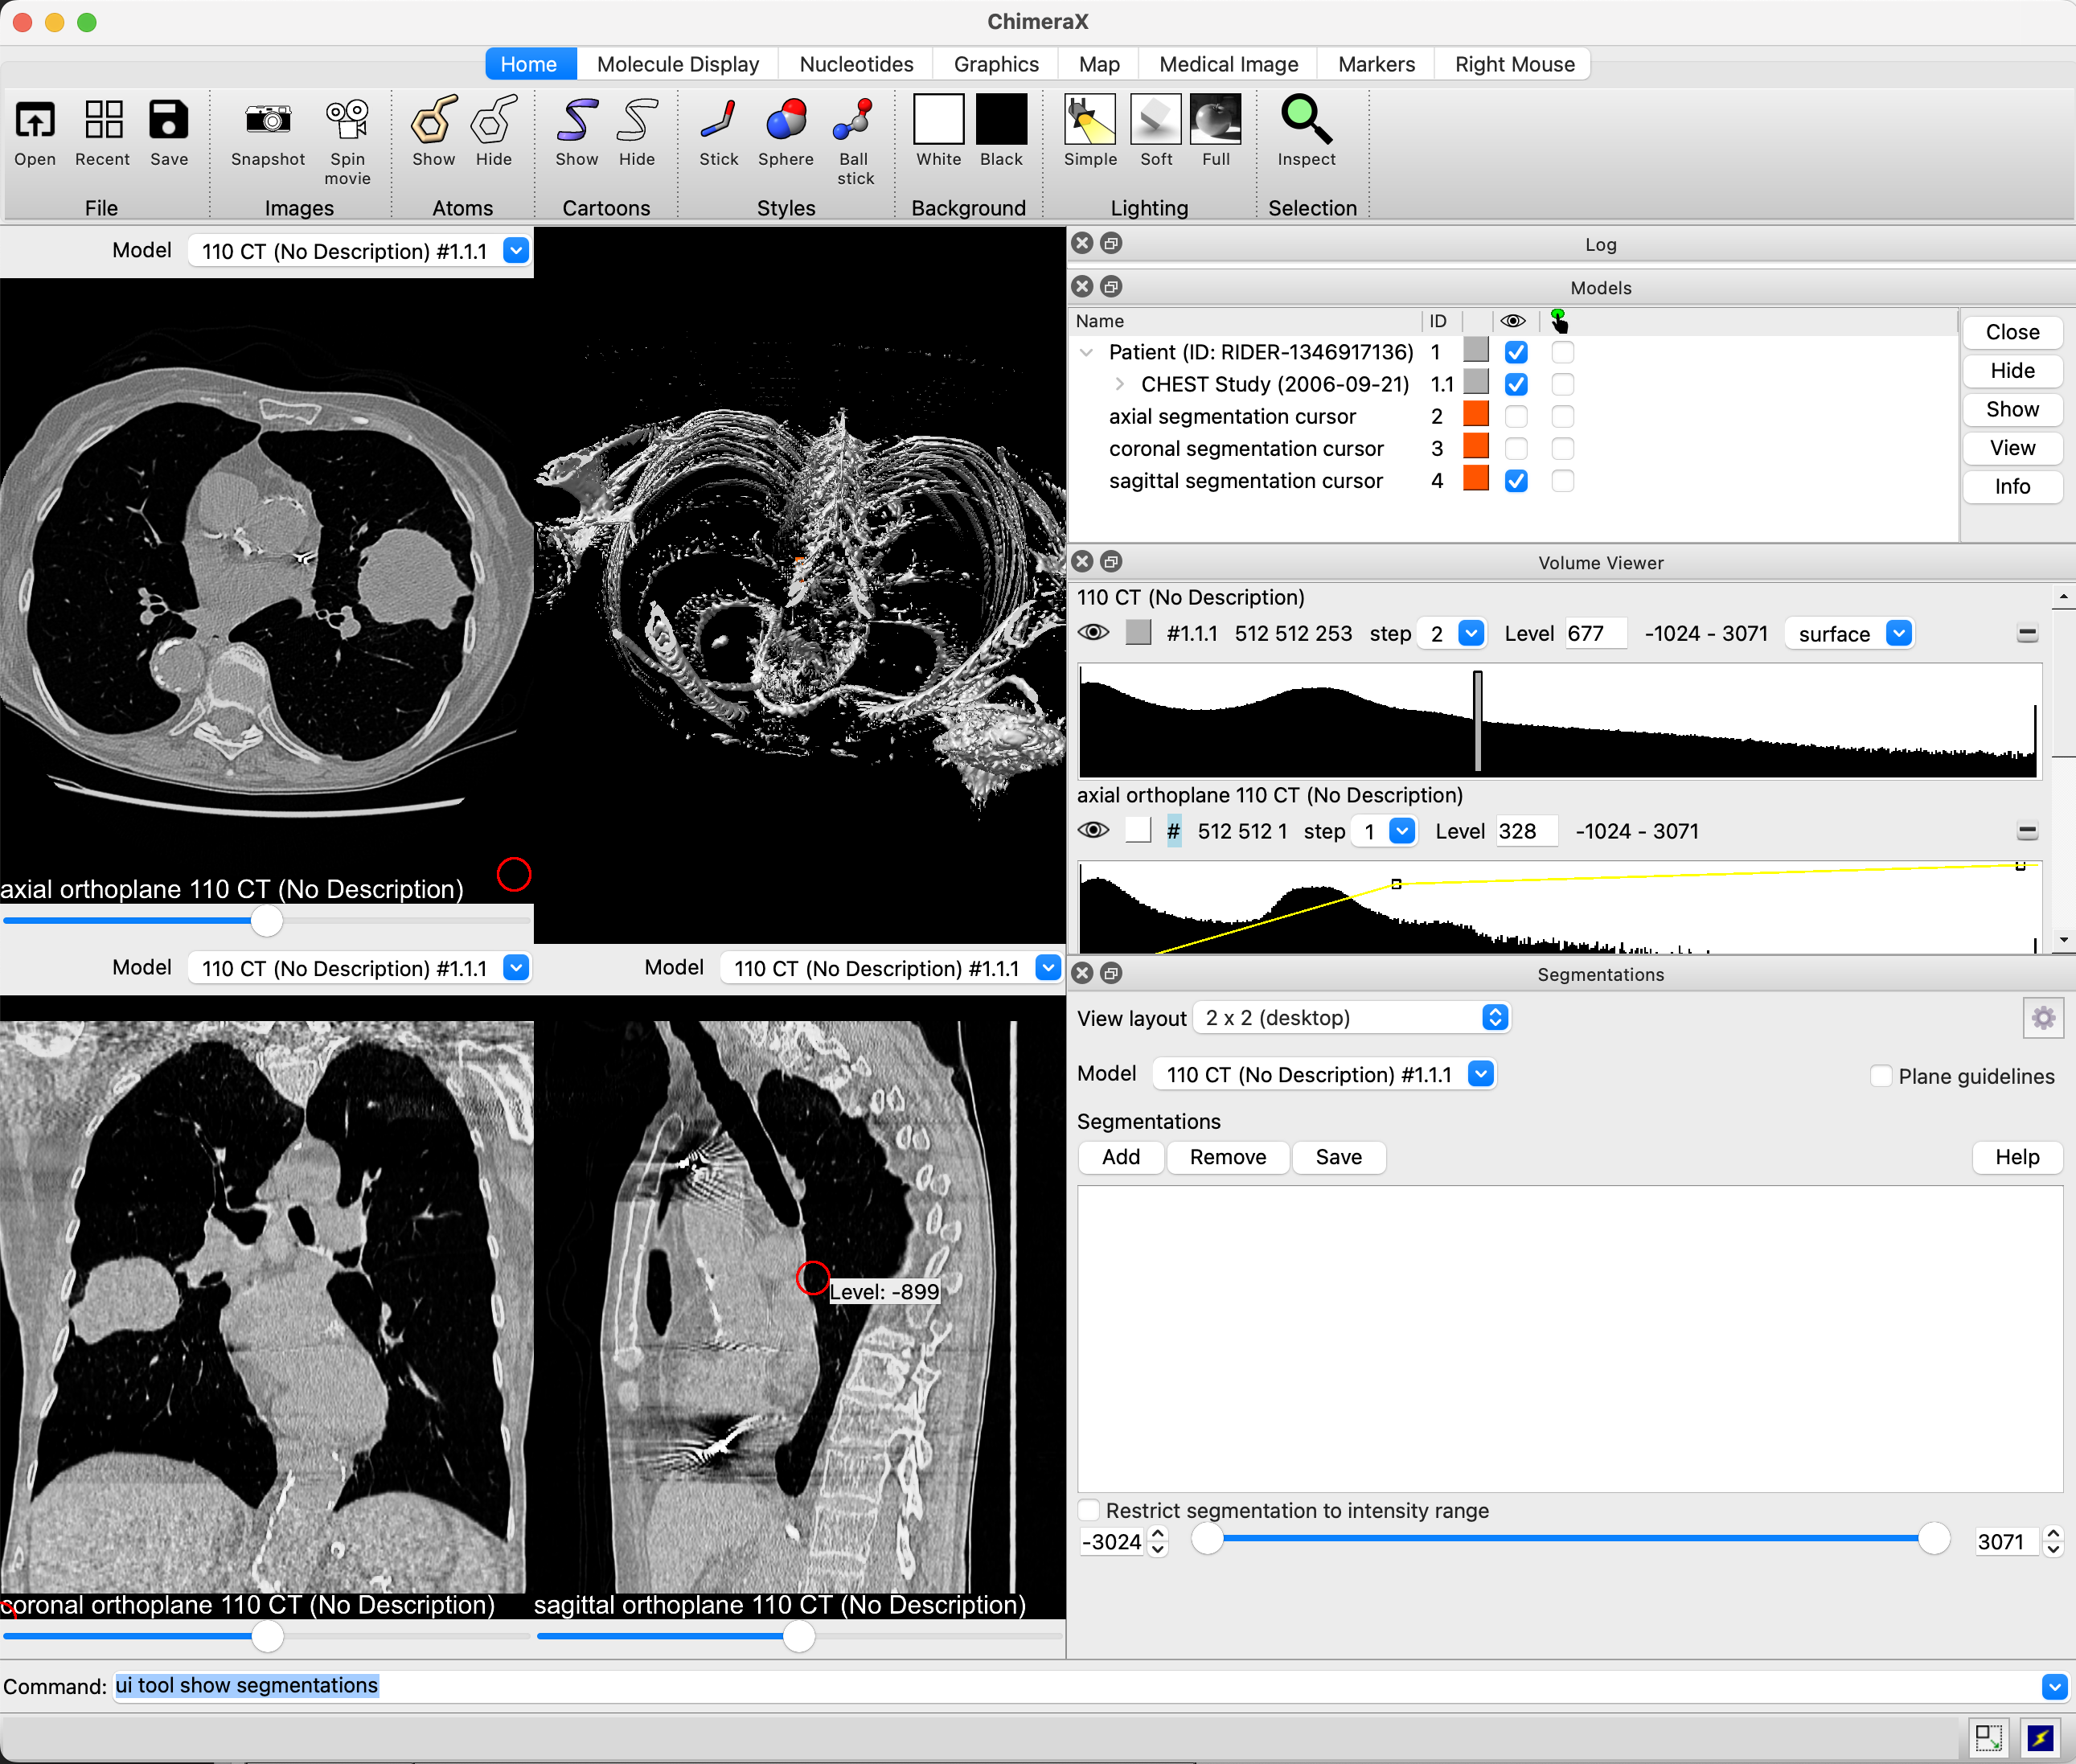 ChimeraX
Home Molecule Display Nucleotides Graphics Map Medical Image Markers Right Mouse
Open Recent Save Snapshot Spin movie Show Hide Show Hide Stick Sphere Ball stick White Black Simple Soft Full Inspect
File Images Atoms Cartoons Styles Background Lighting Selection
Model 110 CT (No Description) #1.1.1
axial orthoplane 110 CT (No Description)
Model 110 CT (No Description) #1.1.1
coronal orthoplane 110 CT (No Description)
Model 110 CT (No Description) #1.1.1
Level: -899
sagittal orthoplane 110 CT (No Description)
Log
Models
Name ID
Patient (ID: RIDER-1346917136) 1
CHEST Study (2006-09-21) 1.1
axial segmentation cursor 2
coronal segmentation cursor 3
sagittal segmentation cursor 4
Close
Hide
Show
View
Info
Volume Viewer
110 CT (No Description)
#1.1.1 512 512 253 step 2 Level 677 -1024 - 3071 surface
axial orthoplane 110 CT (No Description)
# 512 512 1 step 1 Level 328 -1024 - 3071
Segmentations
View layout 2 x 2 (desktop)
Model 110 CT (No Description) #1.1.1 Plane guidelines
Segmentations
Add Remove Save Help
Restrict segmentation to intensity range
-3024 3071
Command: ui tool show segmentations